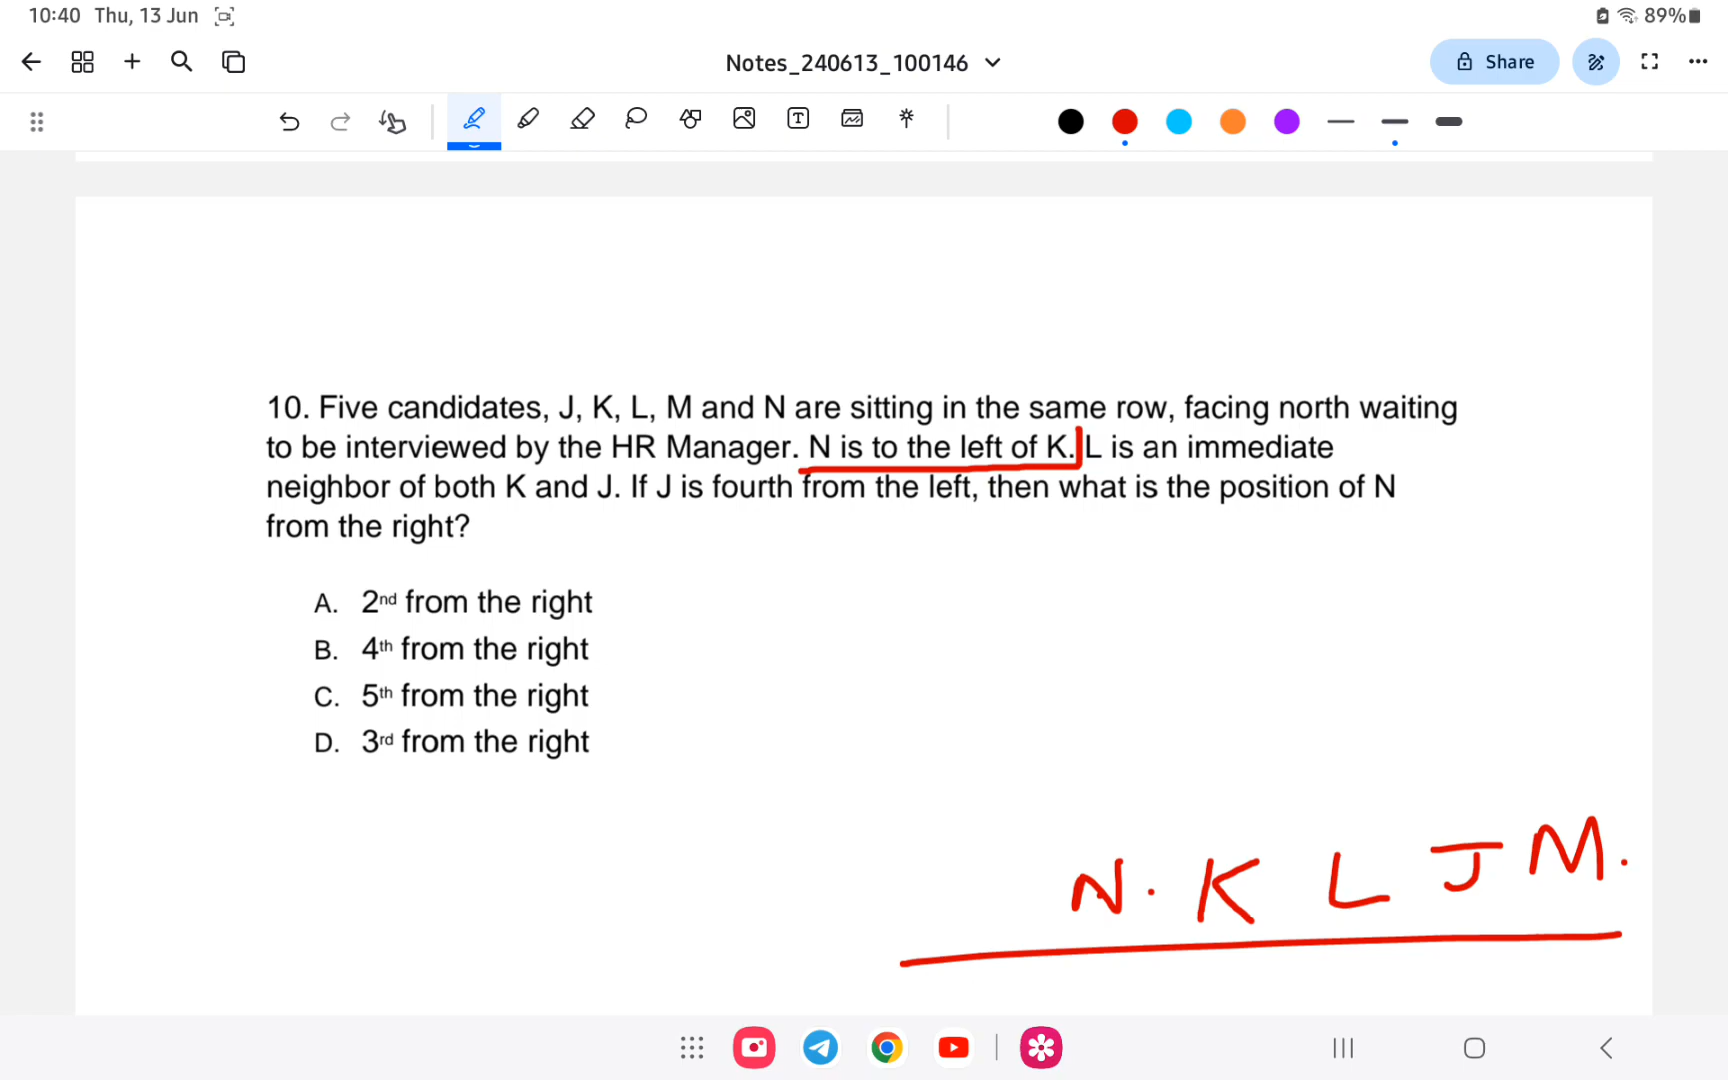 10:40 Thu, 13 Jun
89%
Notes_240613_100146
Share
10. Five candidates, J, K, L, M and N are sitting in the same row, facing north waiting
to be interviewed by the HR Manager. N is to the left of K. L is an immediate
neighbor of both K and J. If J is fourth from the left, then what is the position of N
from the right?
A. 2nd from the right
B. 4th from the right
C. 5th from the right
D. 3rd from the right
N. K L J M.